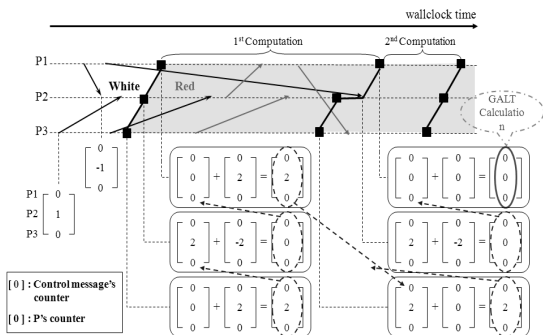 wallclock time
1st Computation 2nd Computation
P1
P2 White Red
P3
GALT
Calculatio
n
0
-1
0
P1 0
P2 1
P3 0
0 0 0
0 + 2 = 2
0 0 0
0 0 0
0 + 0 = 0
0 0 0
0 0 0
2 + -2 = 0
0 0 0
0 0 0
2 + -2 = 0
0 0 0
0 0 0
0 + 2 = 2
0 0 0
0 0 0
2 + 0 = 2
0 0 0
[ 0 ] : Control message's
counter
[ 0 ] : P's counter